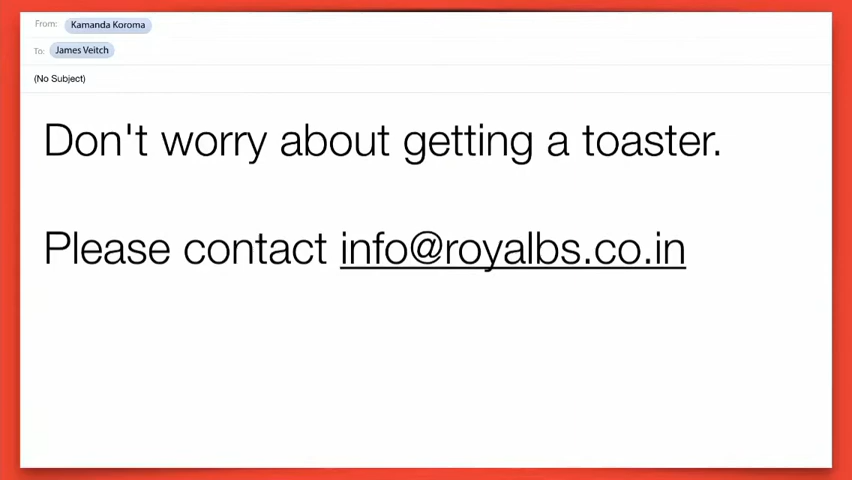 From: Kamanda Koroma
To: James Veitch
(No Subject)
Don't worry about getting a toaster.
Please contact info@royalbs.co.in